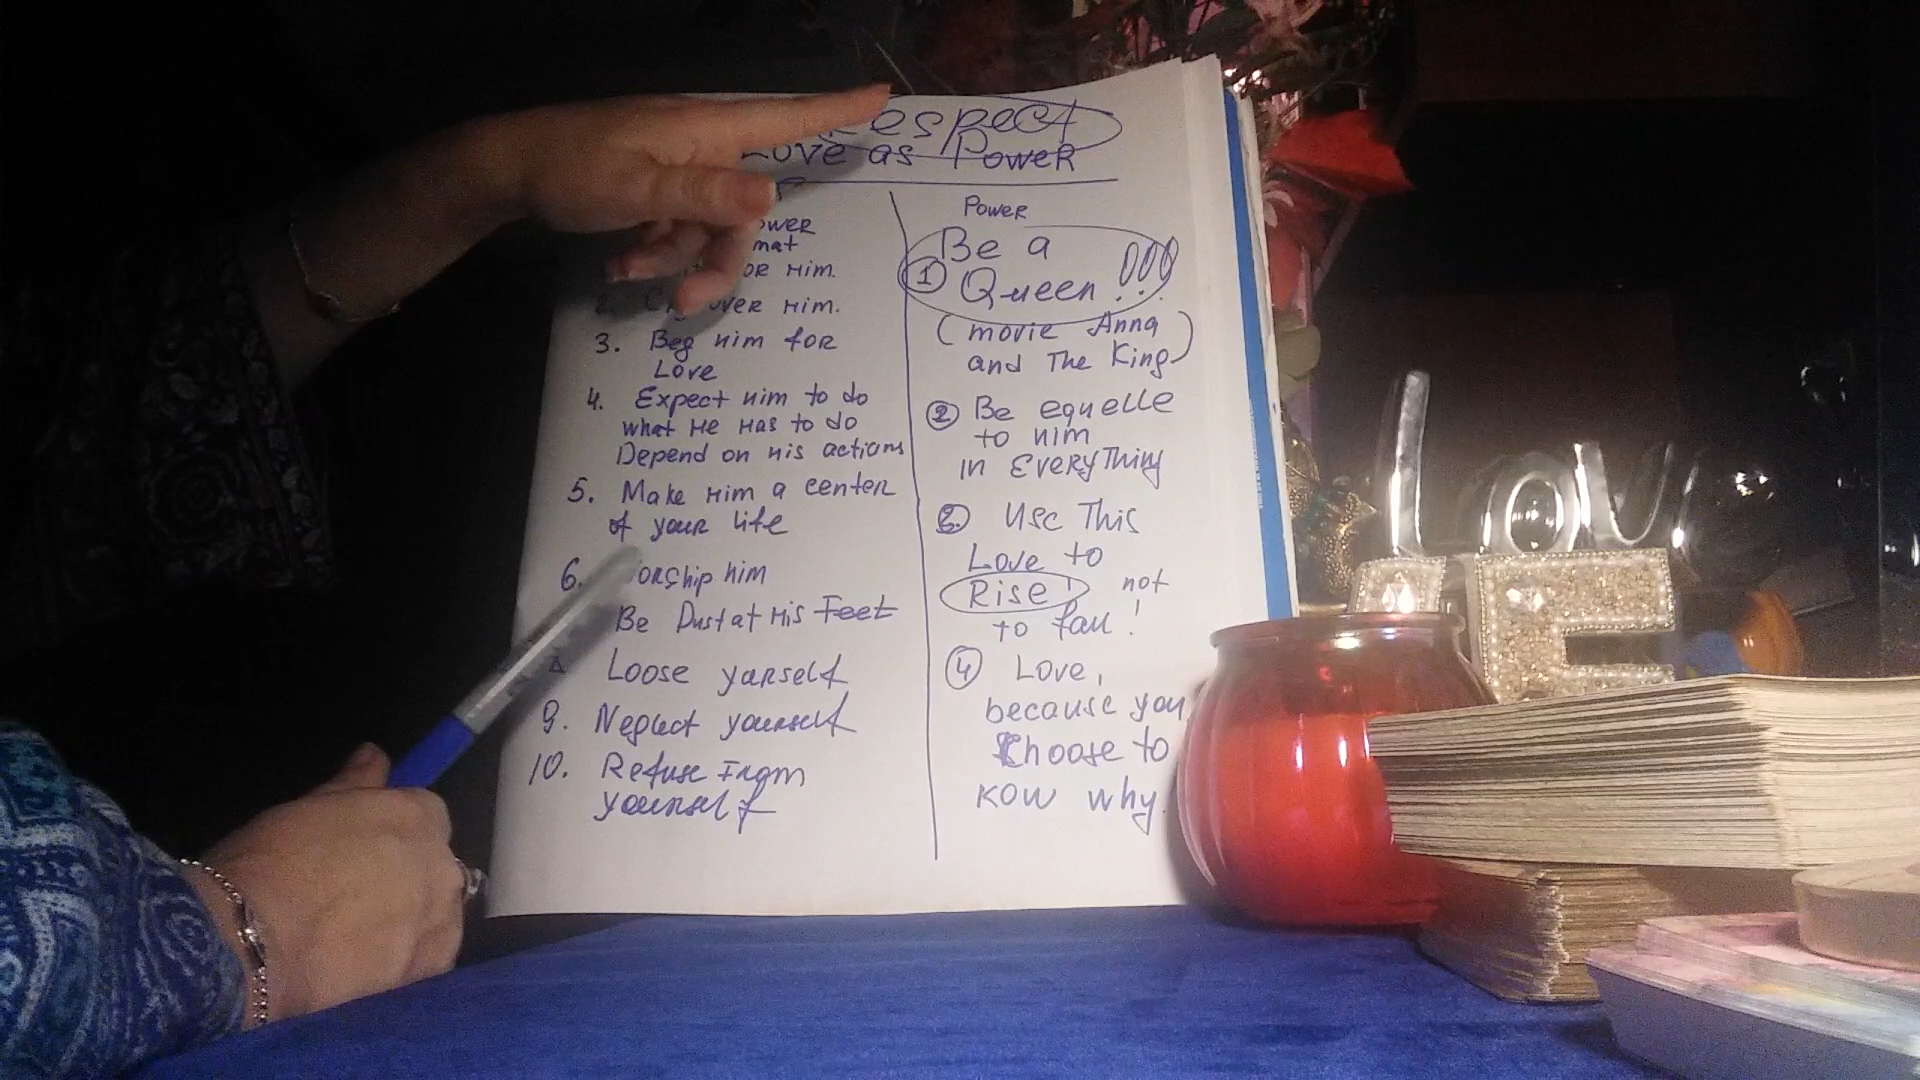 Respect
Love as Power
ower
mat
or Him.
over Him.
3. Beg him for
Love
4. Expect him to do
what He Has to do
Depend on his actions
5. Make Him a center
of your life
6. orship him
Be Dust at His Feet
Loose yarself
9. Neglect yourself
10. Refuse From
yourself
Power
Be a
① Queen !!!
(movie Anna
and The King)
② Be equelle
to him
in EveryThing
3. Use This
Love to
Rise! not
to fall!
④ Love,
because you
Choose to
know why.
LOV
E